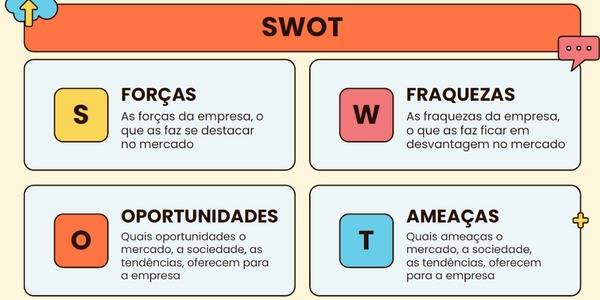 SWOT
S
FORÇAS
As forças da empresa, o
que as faz se destacar
no mercado
W
FRAQUEZAS
As fraquezas da empresa,
o que as faz ficar em
desvantagem no mercado
O
OPORTUNIDADES
Quais oportunidades o
mercado, a sociedade, as
tendências, oferecem para
a empresa
T
AMEAÇAS
Quais ameaças o
mercado, a sociedade,
as tendências, oferecem
para a empresa